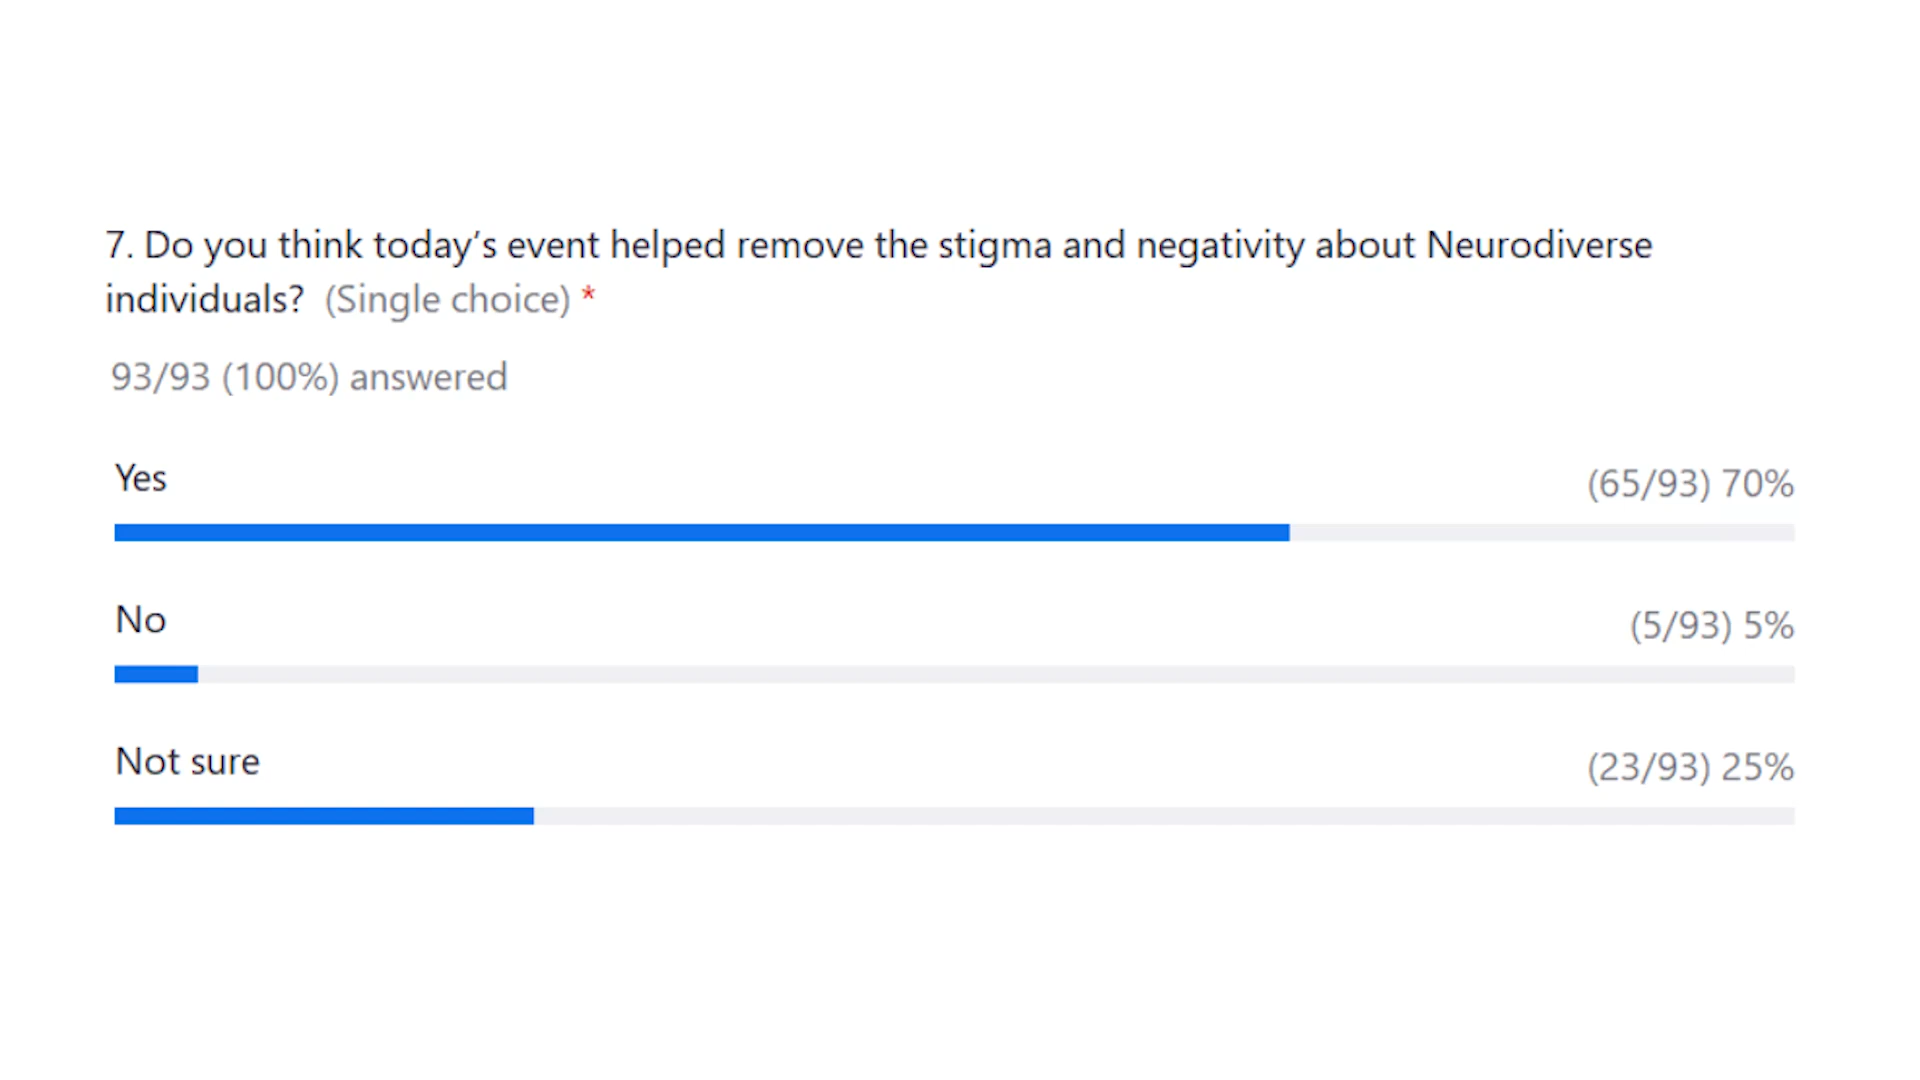 7. Do you think today’s event helped remove the stigma and negativity about Neurodiverse
individuals? (Single choice) *
93/93 (100%) answered
Yes
(65/93) 70%
No
(5/93) 5%
Not sure
(23/93) 25%